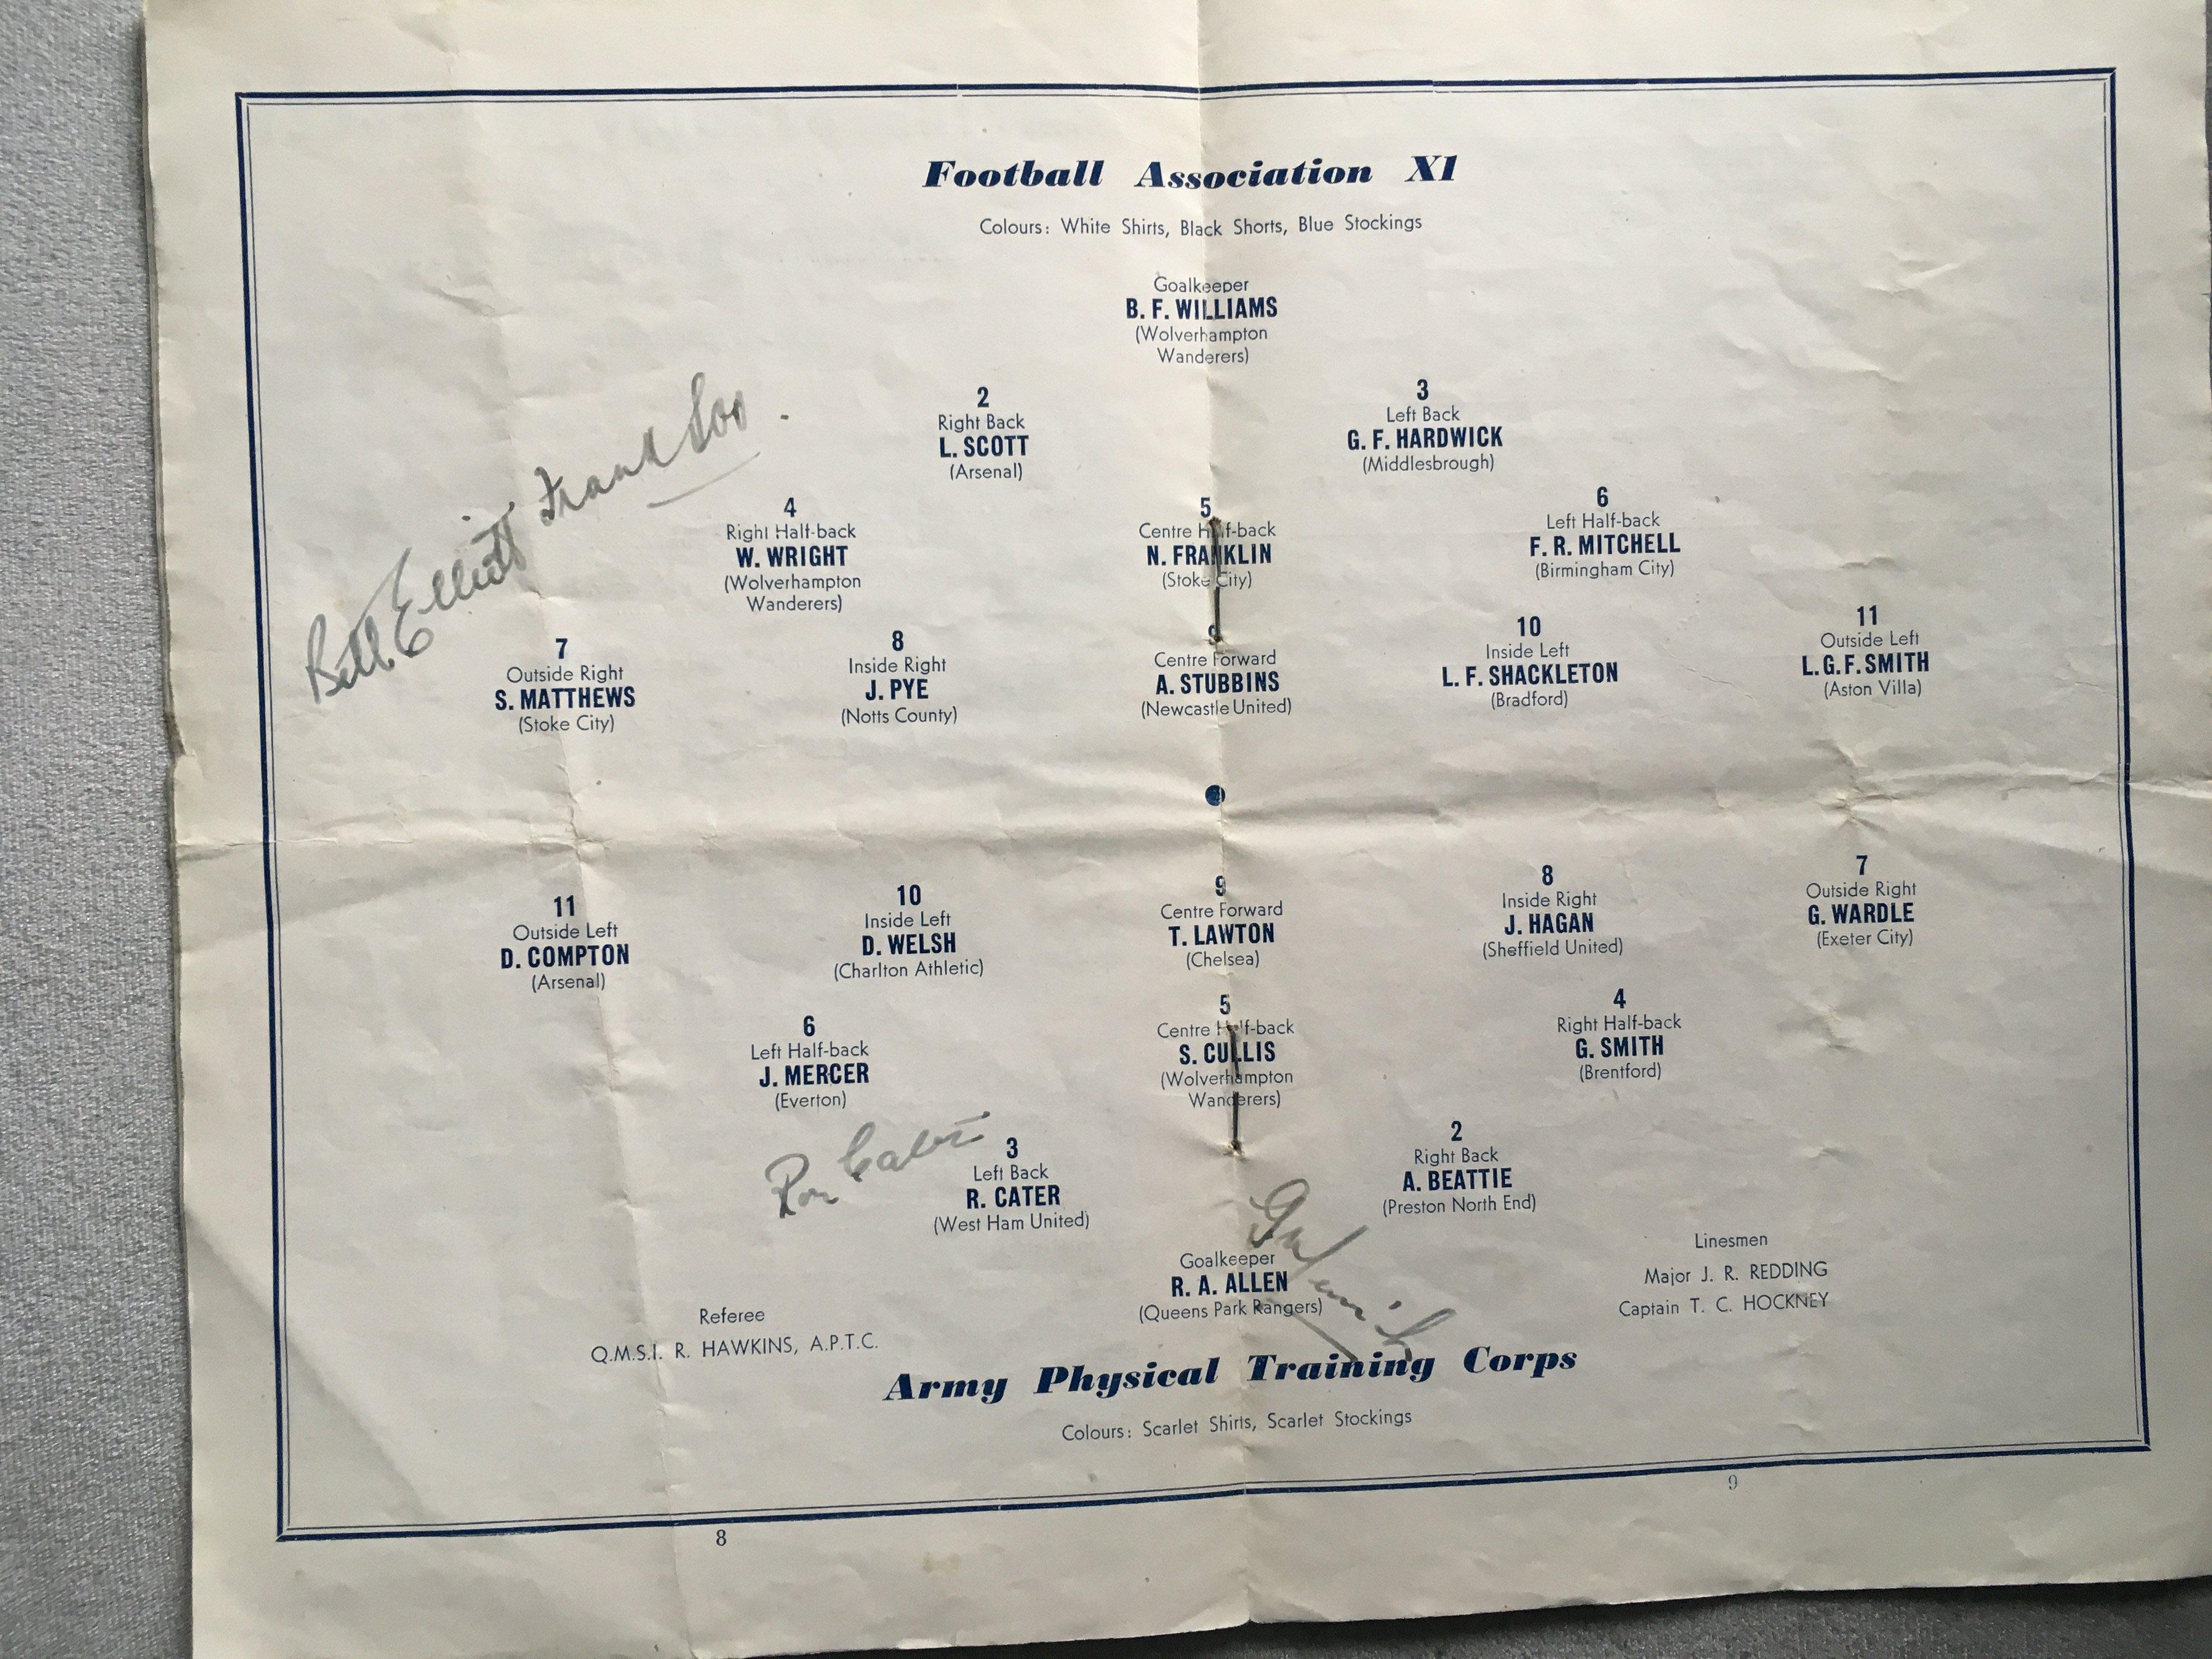 Football Association X1
Colours: White Shirts, Black Shorts, Blue Stockings
Goalkeeper
B. F. WILLIAMS
(Wolverhampton
Wanderers)
2
Right Back
L. SCOTT
(Arsenal)
3
Left Back
G. F. HARDWICK
(Middlesbrough)
Bill Elliott Frank Soo.
4
Right Half-back
W. WRIGHT
(Wolverhampton
Wanderers)
5
Centre Half-back
N. FRANKLIN
(Stoke City)
6
Left Half-back
F. R. MITCHELL
(Birmingham City)
7
Outside Right
S. MATTHEWS
(Stoke City)
8
Inside Right
J. PYE
(Notts County)
9
Centre Forward
A. STUBBINS
(Newcastle United)
10
Inside Left
L. F. SHACKLETON
(Bradford)
11
Outside Left
L.G.F. SMITH
(Aston Villa)
11
Outside Left
D. COMPTON
(Arsenal)
10
Inside Left
D. WELSH
(Charlton Athletic)
9
Centre Forward
T. LAWTON
(Chelsea)
8
Inside Right
J. HAGAN
(Sheffield United)
7
Outside Right
G. WARDLE
(Exeter City)
6
Left Half-back
J. MERCER
(Everton)
5
Centre Half-back
S. CULLIS
(Wolverhampton
Wanderers)
4
Right Half-back
G. SMITH
(Brentford)
Ron Cater
3
Left Back
R. CATER
(West Ham United)
2
Right Back
A. BEATTIE
(Preston North End)
Goalkeeper
R. A. ALLEN
(Queens Park Rangers)
Referee
Q.M.S.I. R. HAWKINS, A.P.T.C.
Linesmen
Major J. R. REDDING
Captain T. C. HOCKNEY
Army Physical Training Corps
Colours: Scarlet Shirts, Scarlet Stockings
8
9